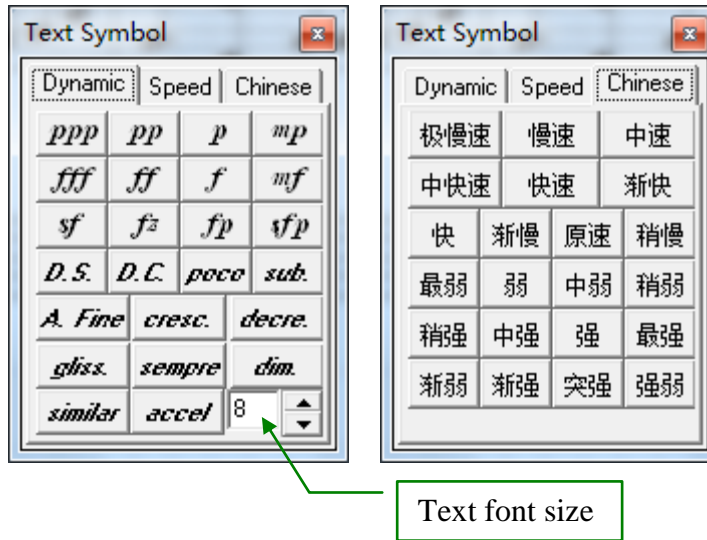 Text Symbol
Dynamic Speed Chinese
ppp pp p mp
fff ff f mf
sf fz fp sfp
D.S. D.C. poco sub.
A. Fine cresc. decre.
gliss. sempre dim.
similar accel 8
Text Symbol
Dynamic Speed Chinese
极慢速 慢速 中速
中快速 快速 渐快
快 渐慢 原速 稍慢
最弱 弱 中弱 稍弱
稍强 中强 强 最强
渐弱 渐强 突强 强弱
Text font size